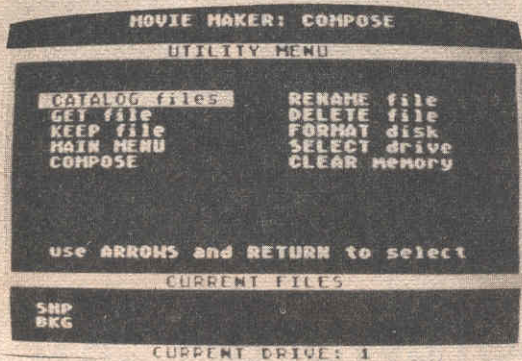 MOVIE MAKER: COMPOSE
UTILITY MENU
CATALOG files
GET file
KEEP file
MAIN MENU
COMPOSE
RENAME file
DELETE file
FORMAT disk
SELECT drive
CLEAR memory
use ARROWS and RETURN to select
CURRENT FILES
SHP
BKG
CURRENT DRIVE: 1